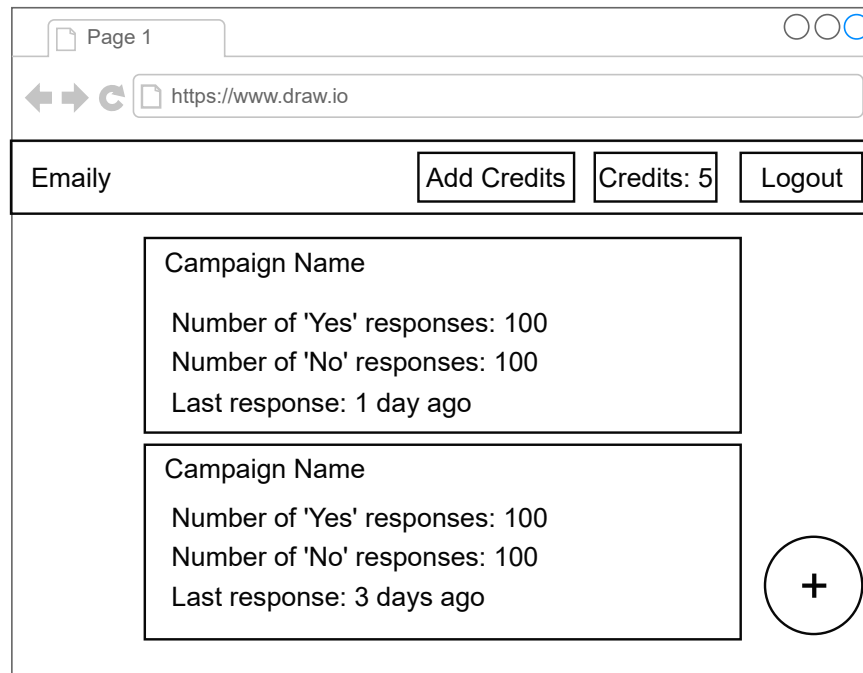 Page 1
https://www.draw.io
Emaily
Add Credits
Credits: 5
Logout
Campaign Name
Number of 'Yes' responses: 100
Number of 'No' responses: 100
Last response: 1 day ago
Campaign Name
Number of 'Yes' responses: 100
Number of 'No' responses: 100
Last response: 3 days ago
+